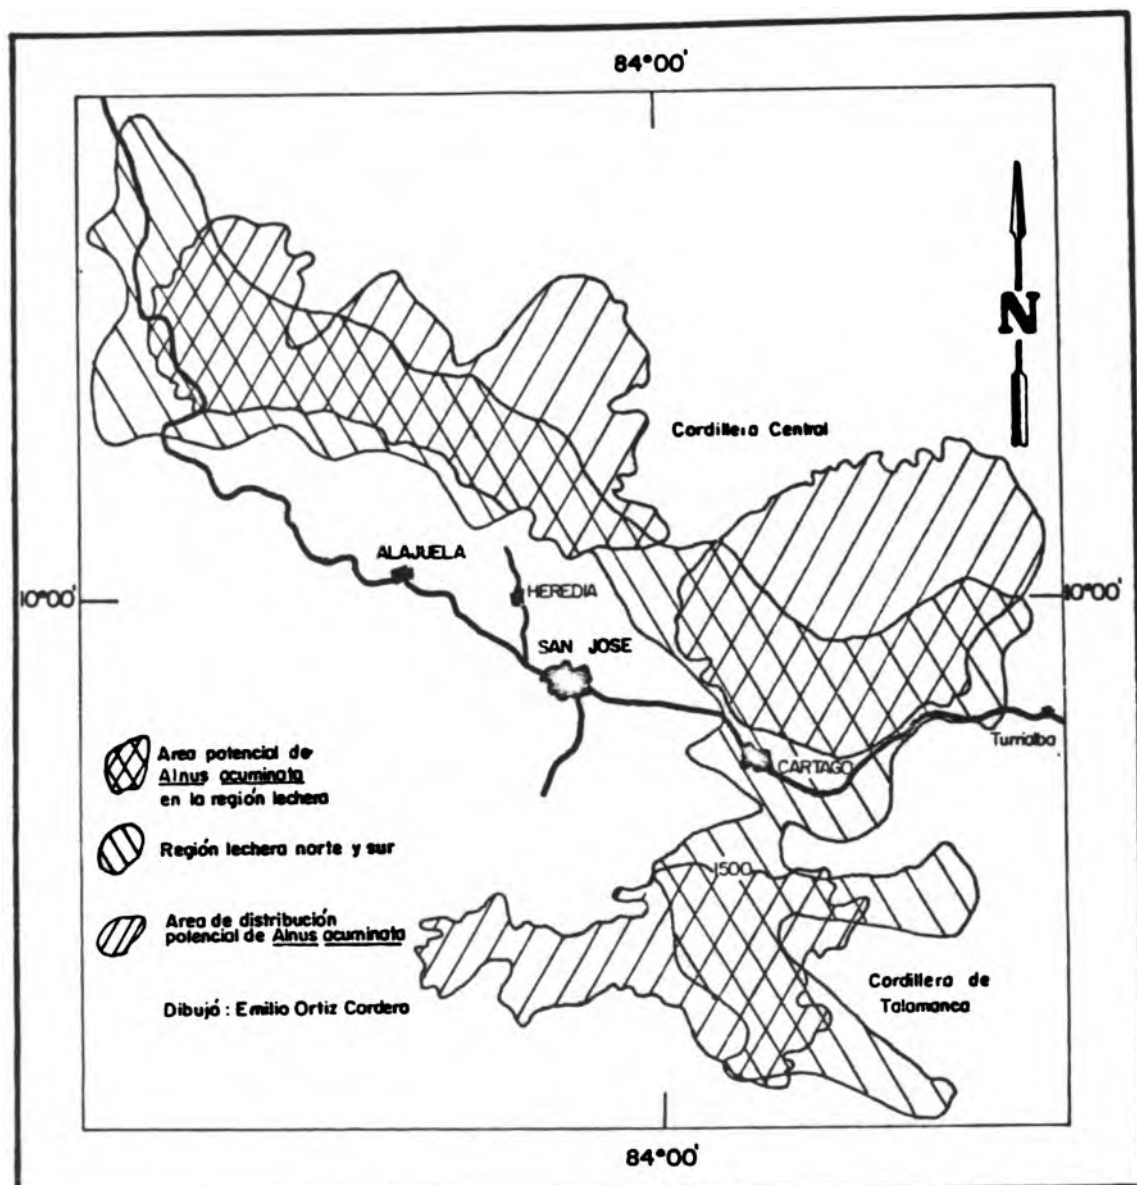 84°00'
N
Cordillera Central
ALAJUELA
HEREDIA
10°00'
10°00'
SAN JOSE
Turrialba
CARTAGO
Area potencial de
Alnus acuminata
en la región lechera
Región lechera norte y sur
1500
Area de distribución
potencial de Alnus acuminata
Cordillera de
Talamanca
Dibujó : Emilio Ortiz Cordero
84°00'